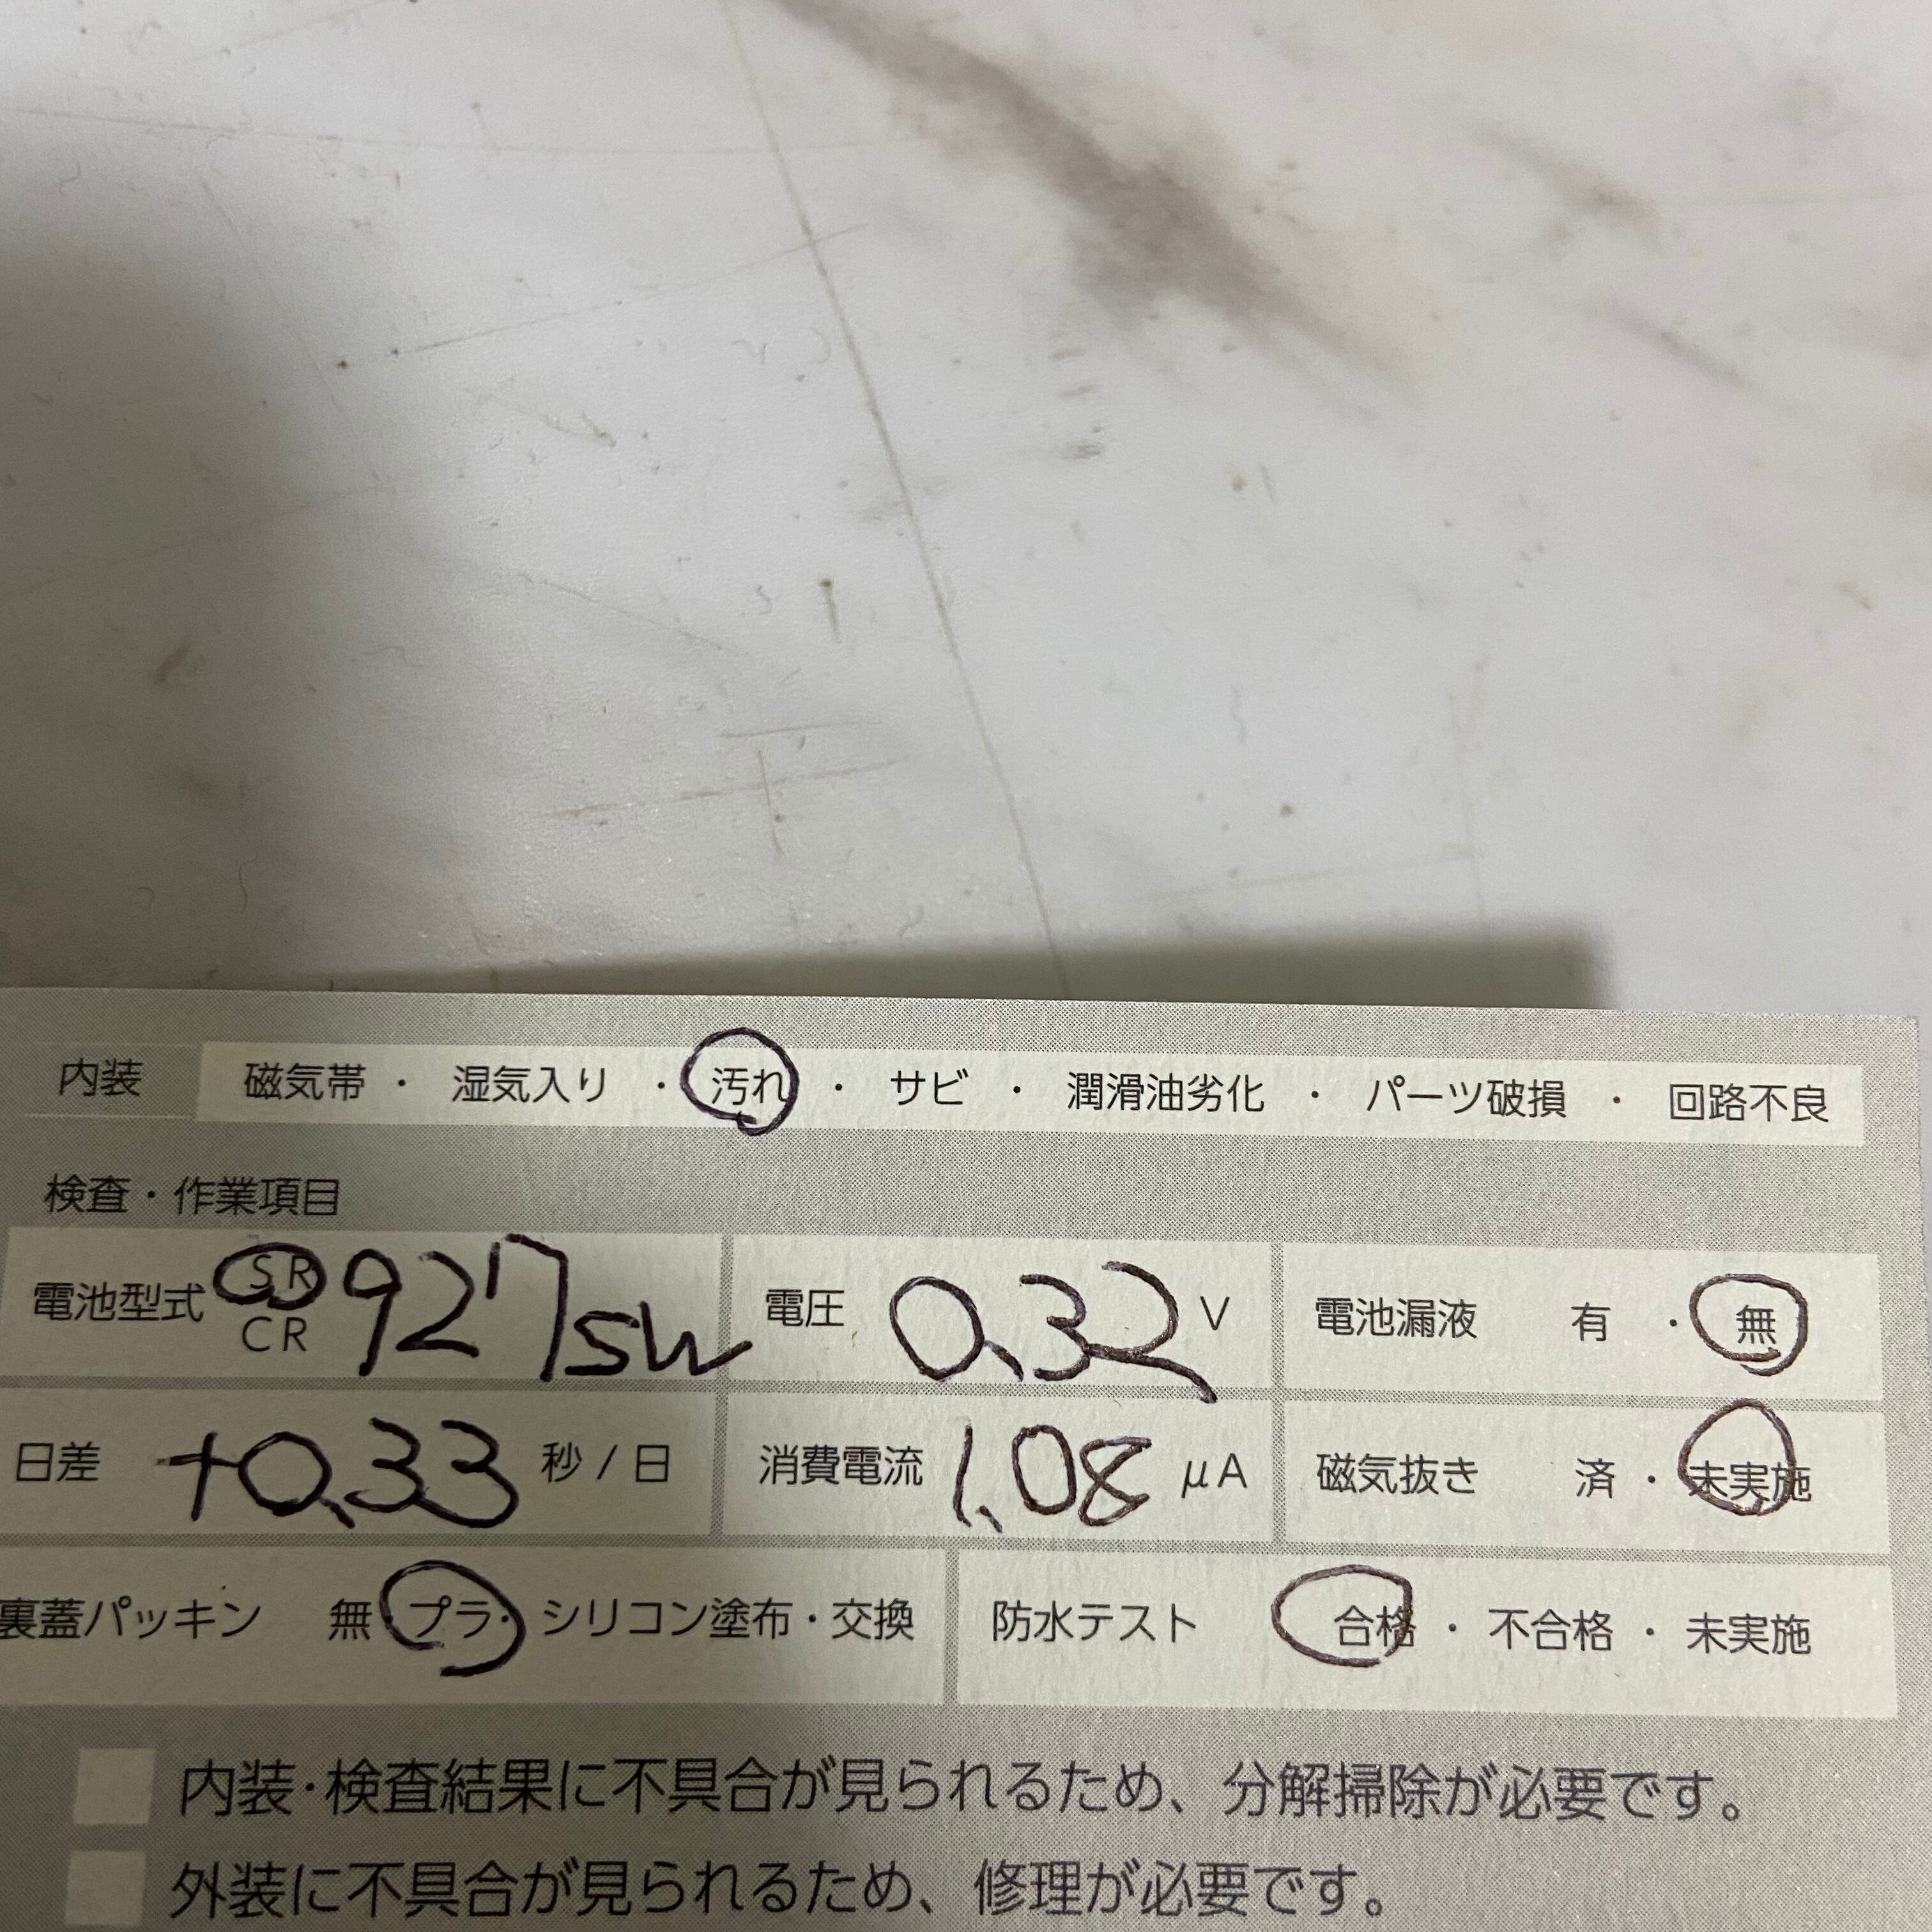 内装 磁気帯 ・ 湿気入り ・ 汚れ ・ サビ ・ 潤滑油劣化 ・ パーツ破損 ・ 回路不良
検査・作業項目
電池型式 SR CR 927SW 電圧 0.32 V 電池漏液 有 ・ 無
日差 +0.33 秒/日 消費電流 1.08 μA 磁気抜き 済 ・ 未実施
裏蓋パッキン 無・プラ・シリコン塗布・交換 防水テスト 合格 ・ 不合格 ・ 未実施
内装・検査結果に不具合が見られるため、分解掃除が必要です。
外装に不具合が見られるため、修理が必要です。